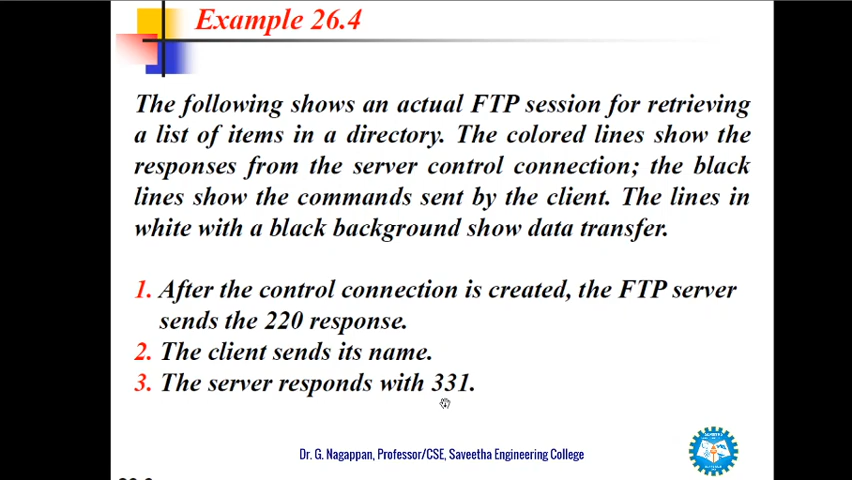 Example 26.4
The following shows an actual FTP session for retrieving
a list of items in a directory. The colored lines show the
responses from the server control connection; the black
lines show the commands sent by the client. The lines in
white with a black background show data transfer.
1. After the control connection is created, the FTP server
sends the 220 response.
2. The client sends its name.
3. The server responds with 331.
Dr. G. Nagappan, Professor/CSE, Saveetha Engineering College